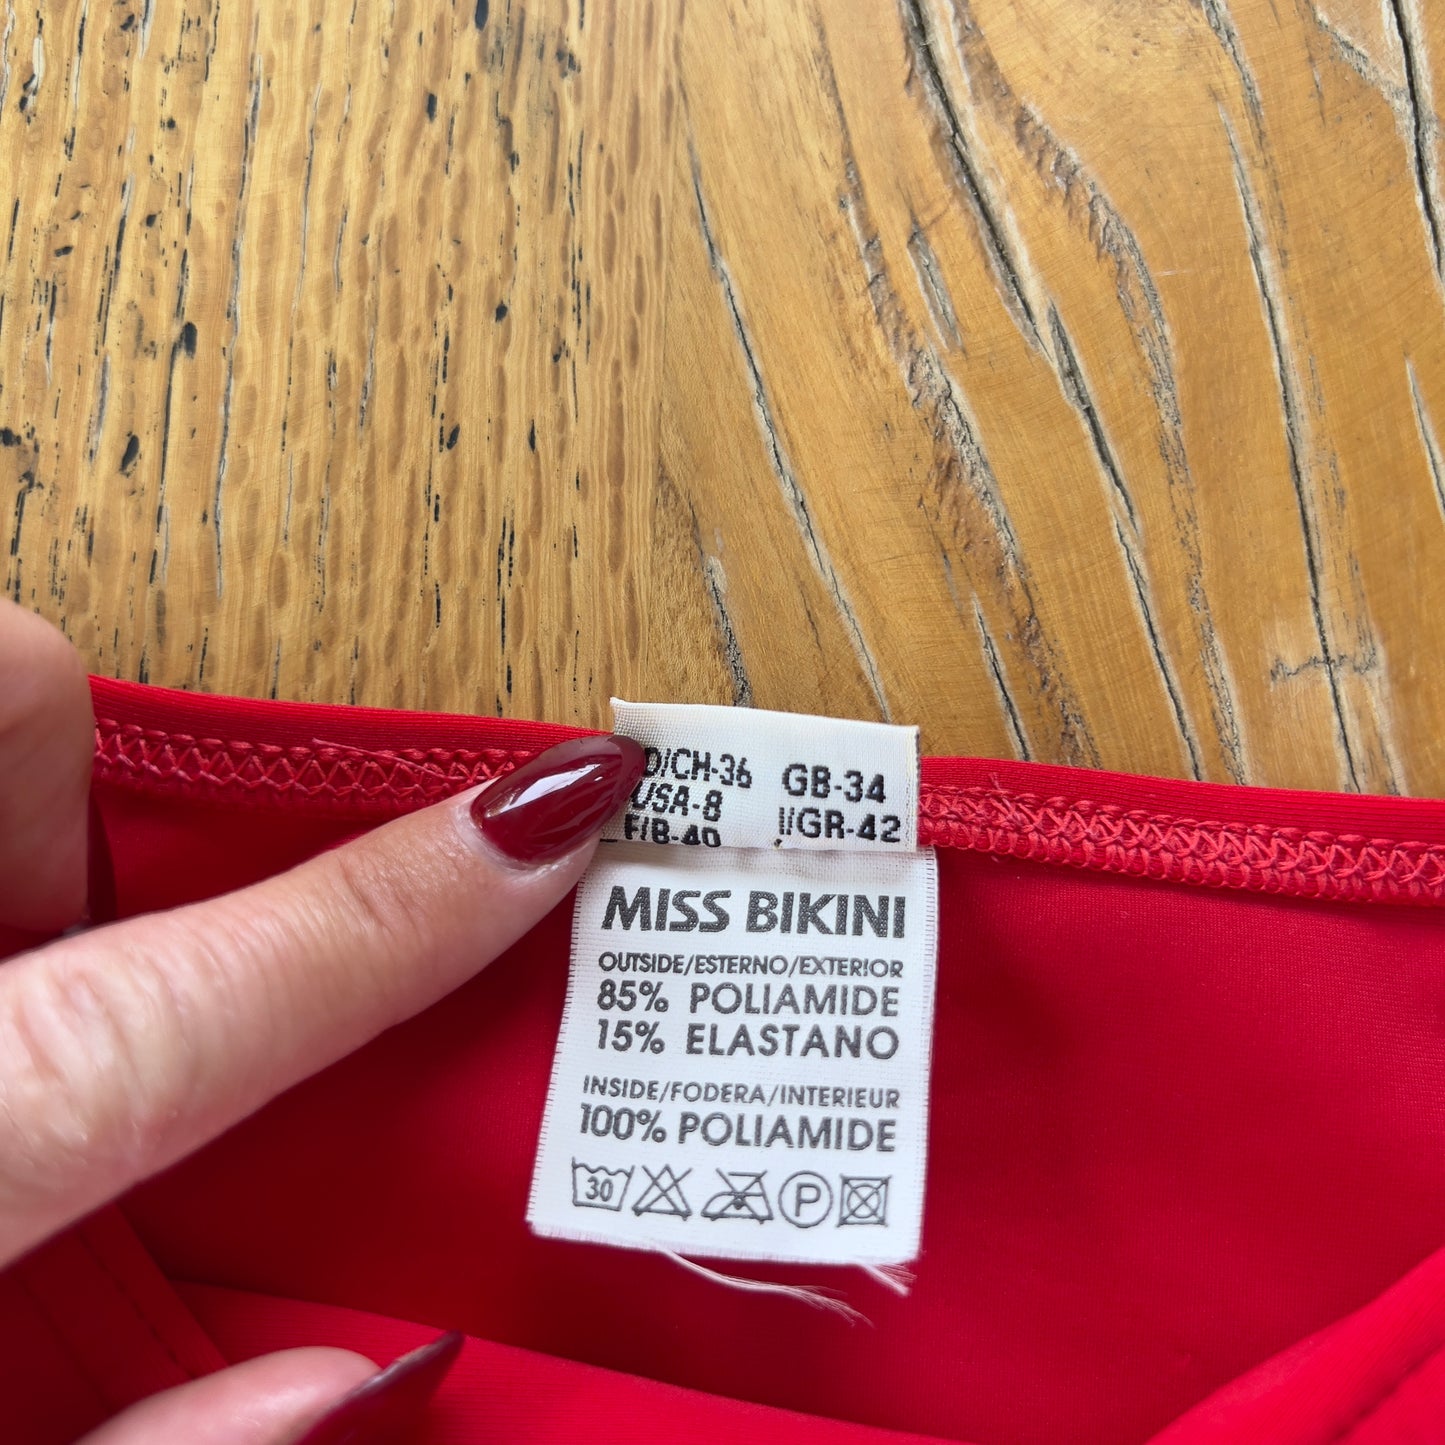 D/CH-36 GB-34
USA-8
F/B-40 I/GR-42
MISS BIKINI
OUTSIDE/ESTERNO/EXTERIOR
85% POLIAMIDE
15% ELASTANO
INSIDE/FODERA/INTERIEUR
100% POLIAMIDE
30 P